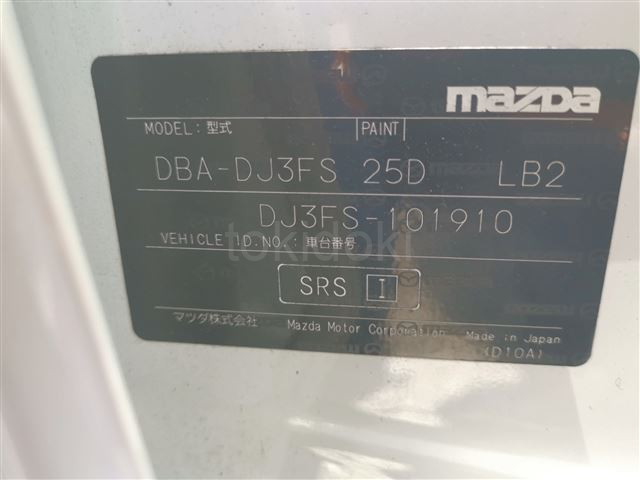 mazda
MODEL: 型式 PAINT
DBA-DJ3FS 25D LB2
DJ3FS-101910
VEHICLE ID.NO.: 車台番号
tokidoki
SRS I
マツダ株式会社 Mazda Motor Corporation Made in Japan
(D10A)